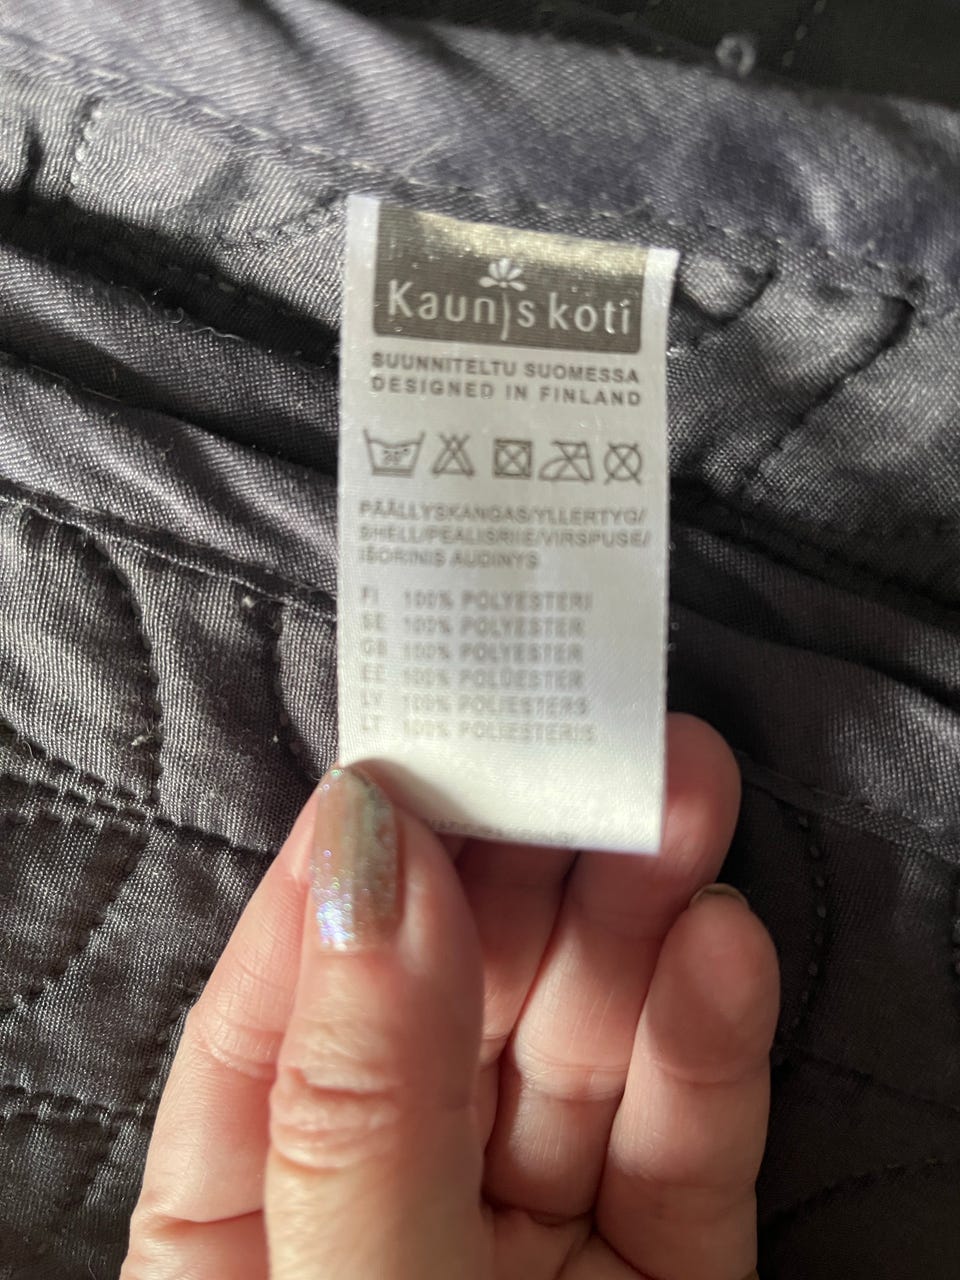 Kaunis koti
SUUNNITELTU SUOMESSA
DESIGNED IN FINLAND
PÄÄLLYSKANGAS/YLLERTYG/
SHELL/PEALISRIIE/VIRSPUSE/
IŠORINIS AUDINYS
FI 100% POLYESTERI
SE 100% POLYESTER
GB 100% POLYESTER
EE 100% POLÜESTER
LV 100% POLIESTERS
LT 100% POLIESTERIS